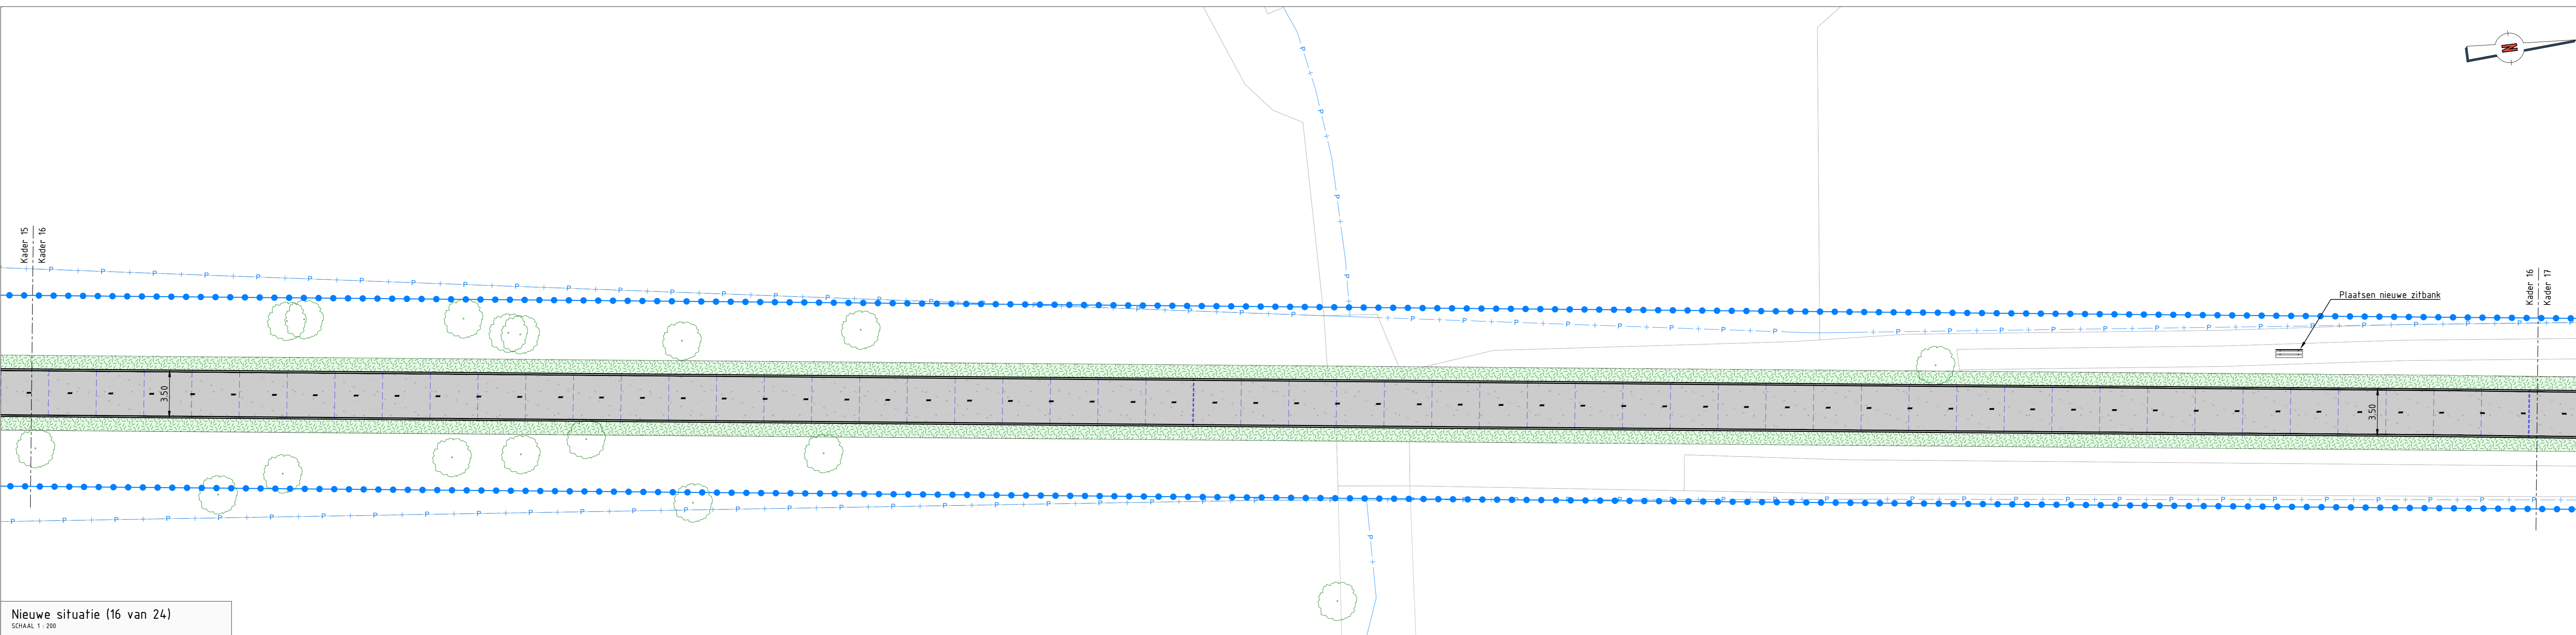 N
Kader 15
Kader 16
Kader 16
Kader 17
Plaatsen nieuwe zitbank
3.50
3.50
Nieuwe situatie (16 van 24)
SCHAAL 1 : 200